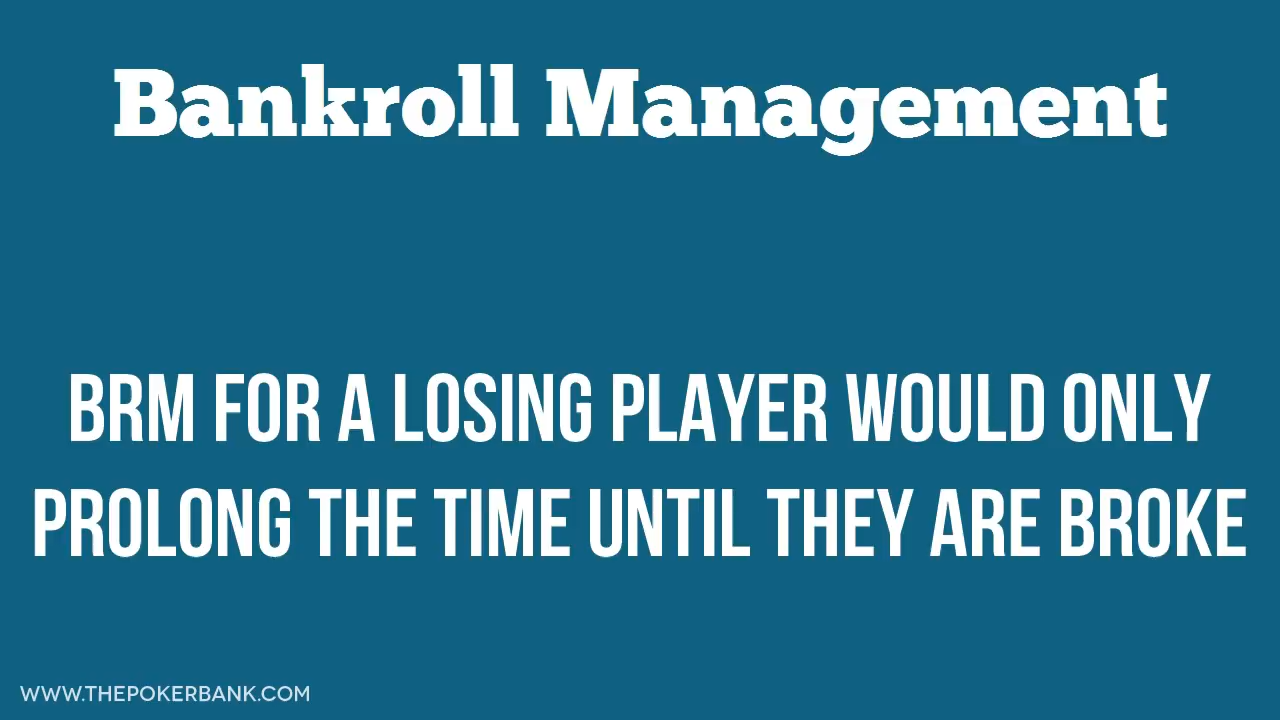 Bankroll Management
BRM FOR A LOSING PLAYER WOULD ONLY
PROLONG THE TIME UNTIL THEY ARE BROKE
WWW.THEPOKERBANK.COM